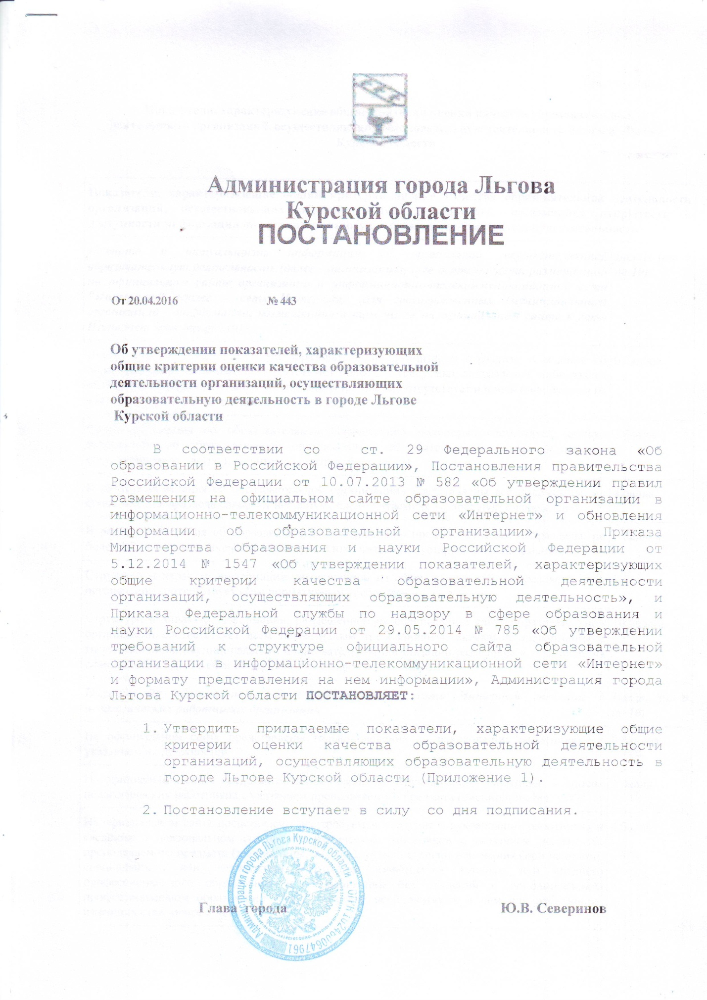 Администрация города Льгова
Курской области
ПОСТАНОВЛЕНИЕ
От 20.04.2016 № 443
Об утверждении показателей, характеризующих
общие критерии оценки качества образовательной
деятельности организаций, осуществляющих
образовательную деятельность в городе Льгове
Курской области
В соответствии со ст. 29 Федерального закона «Об
образовании в Российской Федерации», Постановления правительства
Российской Федерации от 10.07.2013 № 582 «Об утверждении правил
размещения на официальном сайте образовательной организации в
информационно-телекоммуникационной сети «Интернет» и обновления
информации об образовательной организации», Приказа
Министерства образования и науки Российской Федерации от
5.12.2014 № 1547 «Об утверждении показателей, характеризующих
общие критерии качества образовательной деятельности
организаций, осуществляющих образовательную деятельность», и
Приказа Федеральной службы по надзору в сфере образования и
науки Российской Федерации от 29.05.2014 № 785 «Об утверждении
требований к структуре официального сайта образовательной
организации в информационно-телекоммуникационной сети «Интернет»
и формату представления на нем информации», Администрация города
Льгова Курской области ПОСТАНОВЛЯЕТ:
1. Утвердить прилагаемые показатели, характеризующие общие
критерии оценки качества образовательной деятельности
организаций, осуществляющих образовательную деятельность в
городе Льгове Курской области (Приложение 1).
2. Постановление вступает в силу со дня подписания.
Администрация города Льгова Курской области • ОГРН 1024600647961
Глава города Ю.В. Северинов